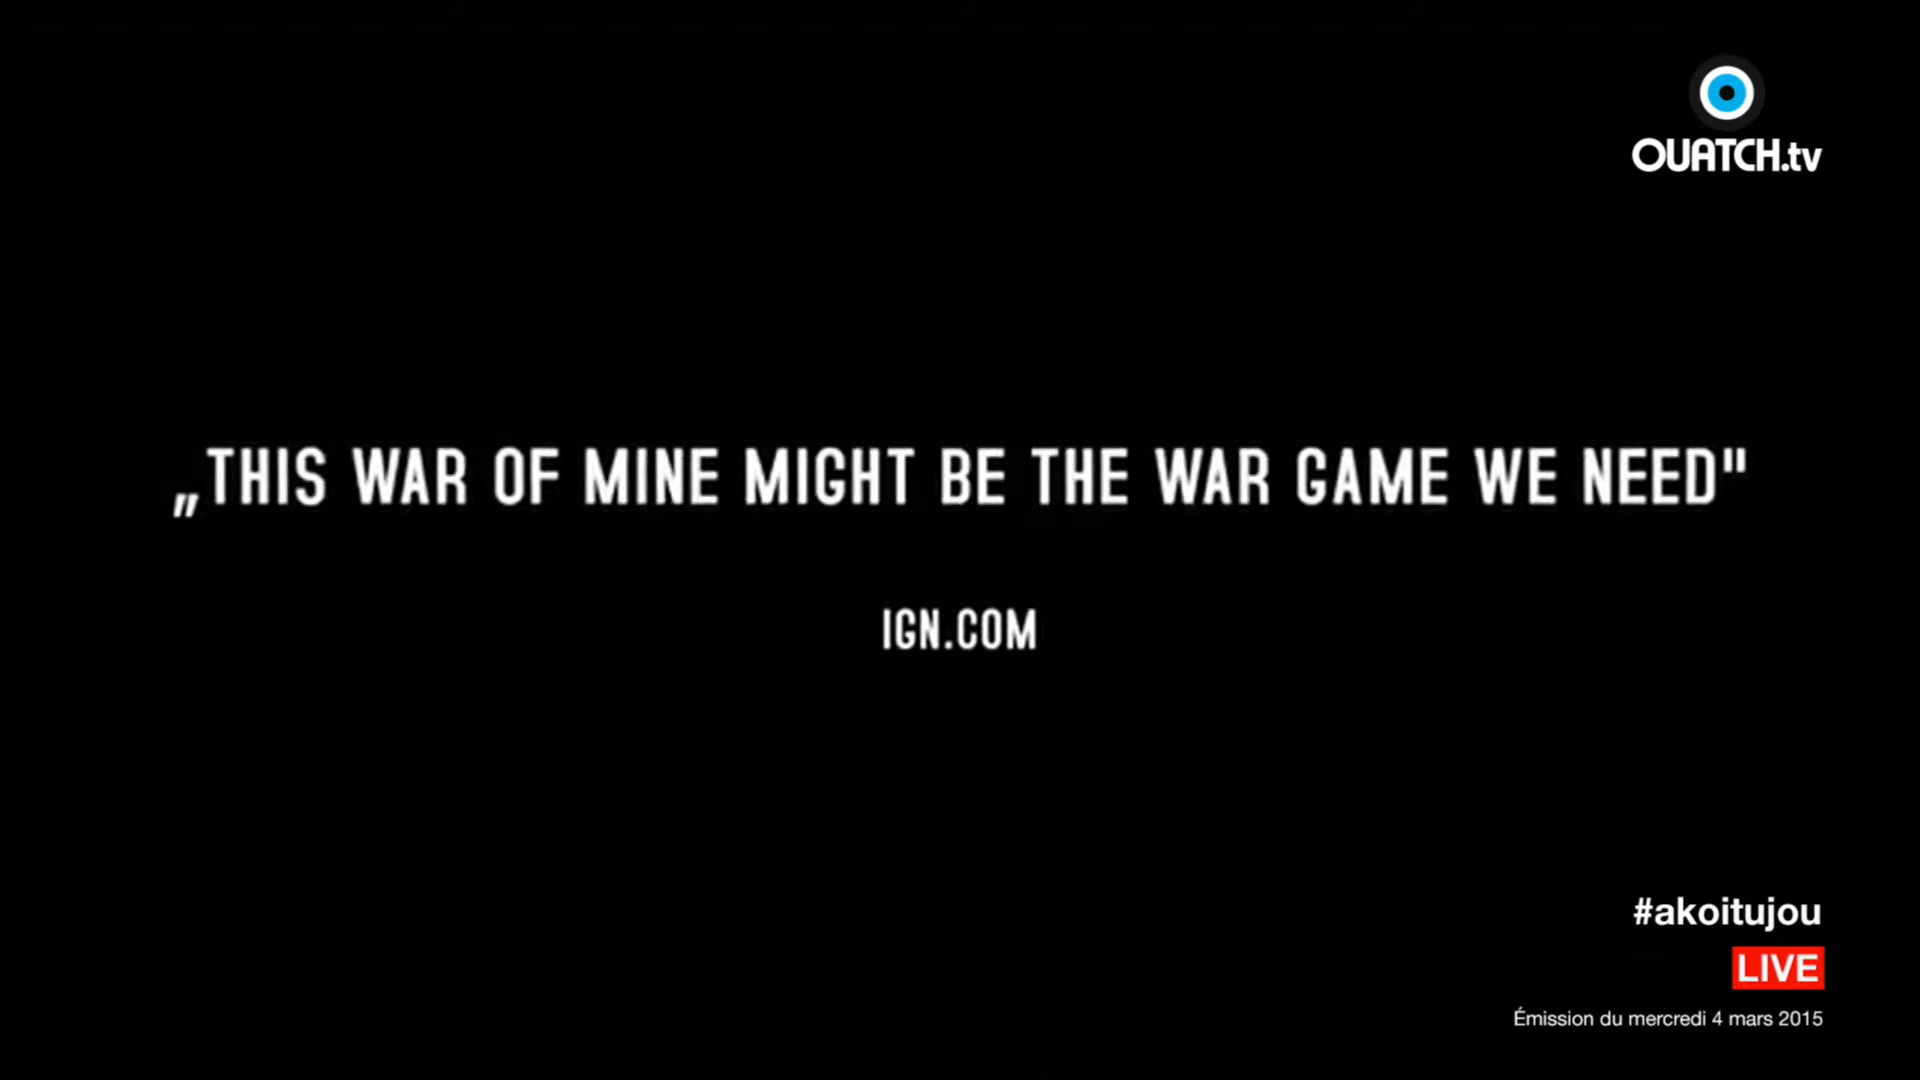 OUATCH.tv
„THIS WAR OF MINE MIGHT BE THE WAR GAME WE NEED"
IGN.COM
#akoitujou
LIVE
Émission du mercredi 4 mars 2015